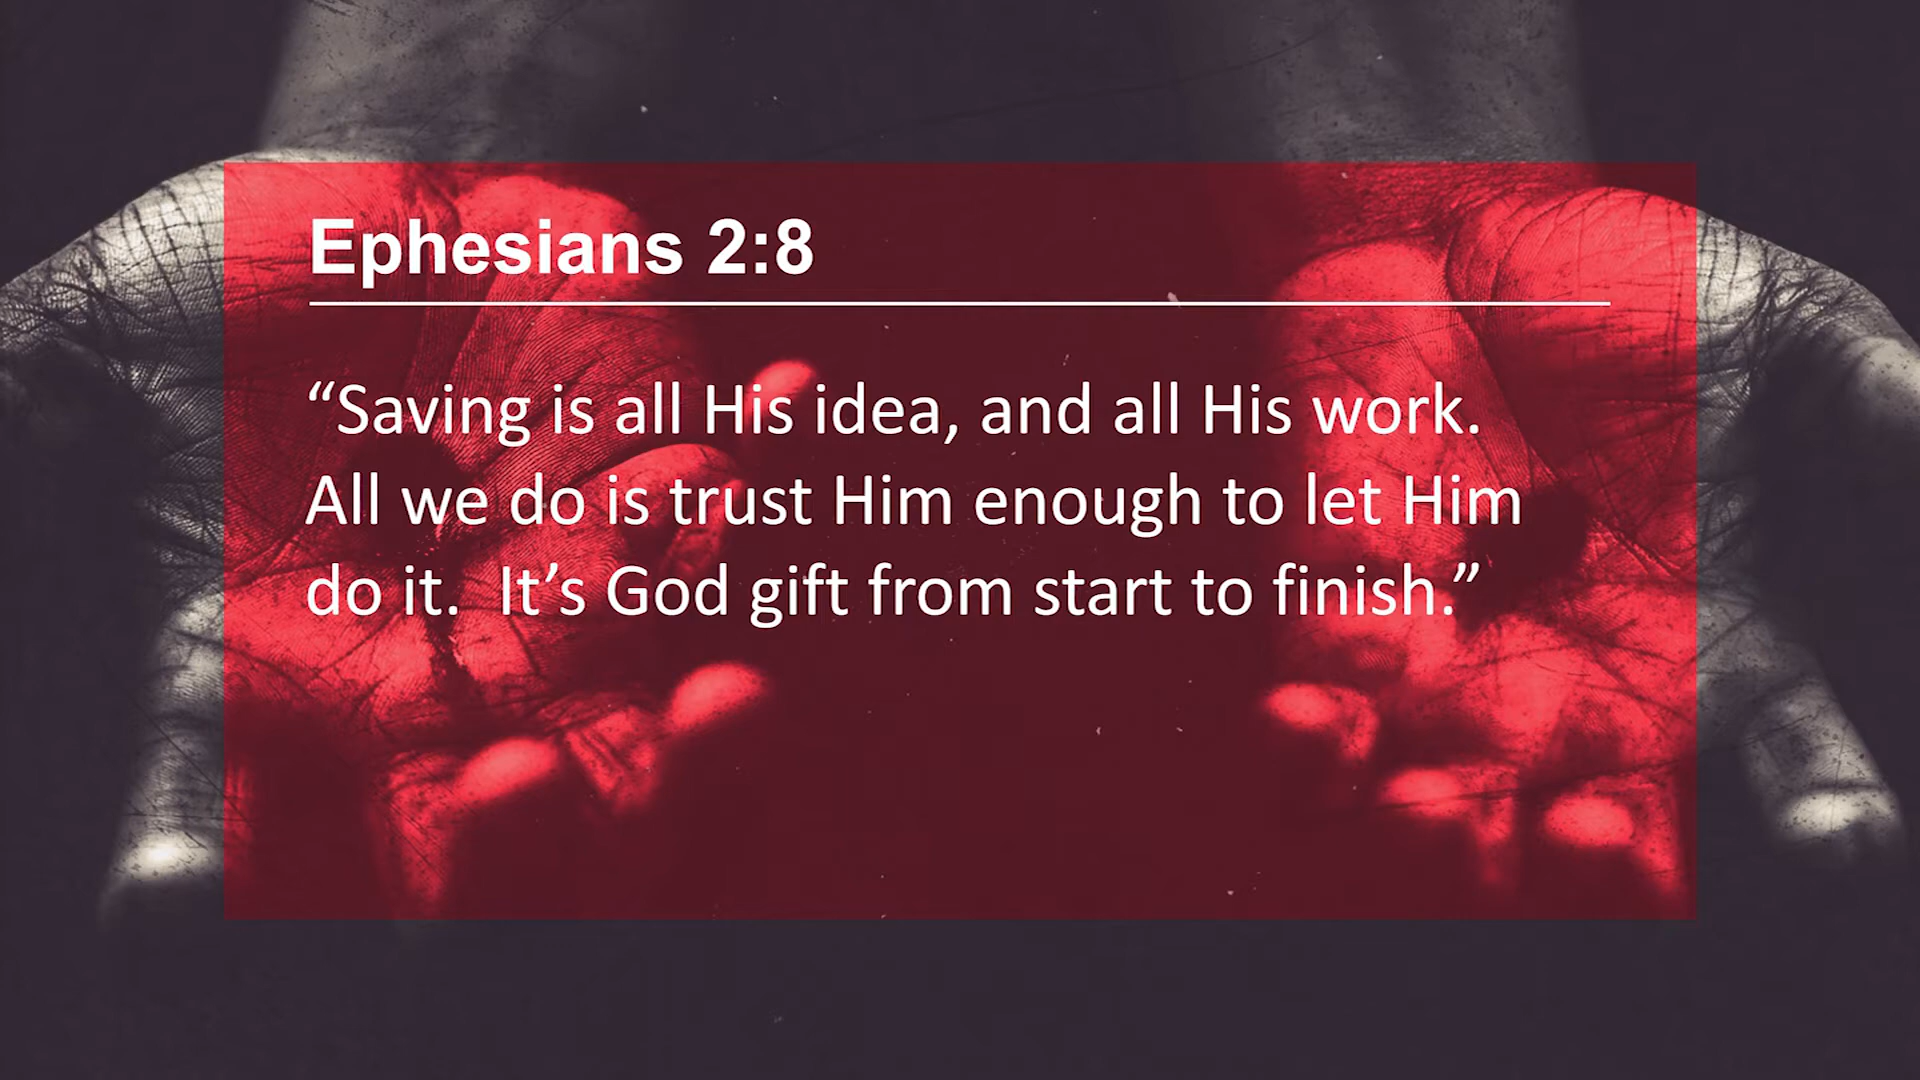 Ephesians 2:8
“Saving is all His idea, and all His work.
All we do is trust Him enough to let Him
do it.  It’s God gift from start to finish.”